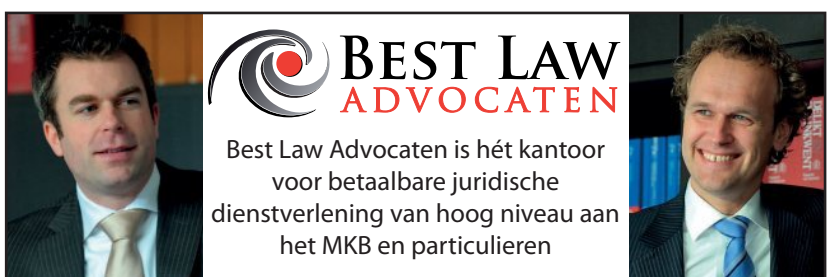 BEST LAW
ADVOCATEN
Best Law Advocaten is hét kantoor
voor betaalbare juridische
dienstverlening van hoog niveau aan
het MKB en particulieren
DELIKT